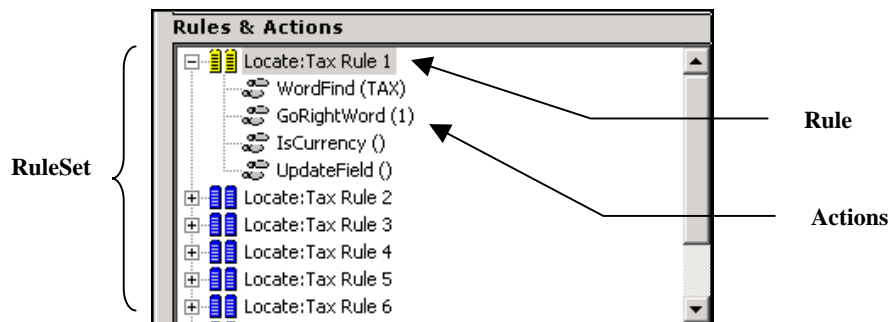 Rules & Actions
Locate:Tax Rule 1
WordFind (TAX)
GoRightWord (1)
IsCurrency ()
UpdateField ()
Locate:Tax Rule 2
Locate:Tax Rule 3
Locate:Tax Rule 4
Locate:Tax Rule 5
Locate:Tax Rule 6
RuleSet
Rule
Actions